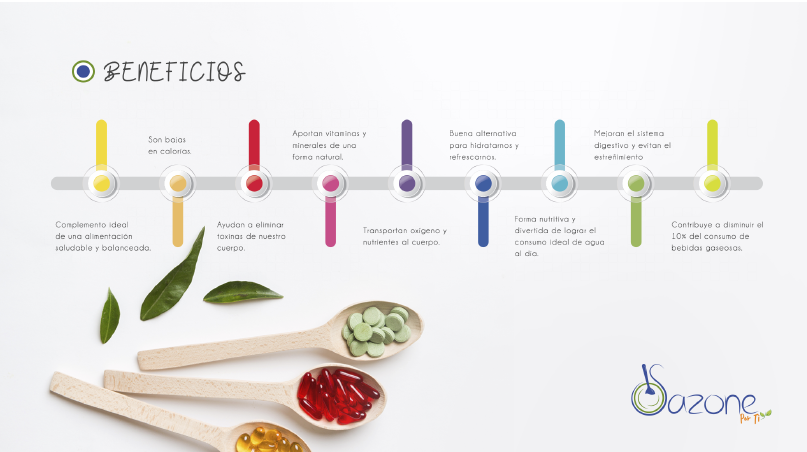 BENEFICIOS
Complemento ideal
de una alimentación
saludable y balanceada.
Son bajas
en calorías.
Ayudan a eliminar
toxinas de nuestro
cuerpo.
Aportan vitaminas y
minerales de una
forma natural.
Transportan oxígeno y
nutrientes al cuerpo.
Buena alternativa
para hidratarnos y
refrescarnos.
Forma nutritiva y
divertida de lograr el
consumo ideal de agua
al día.
Mejoran el sistema
digestivo y evitan el
estreñimiento
Contribuye a disminuir el
10% del consumo de
bebidas gaseosas.
Sazone
Por Ti